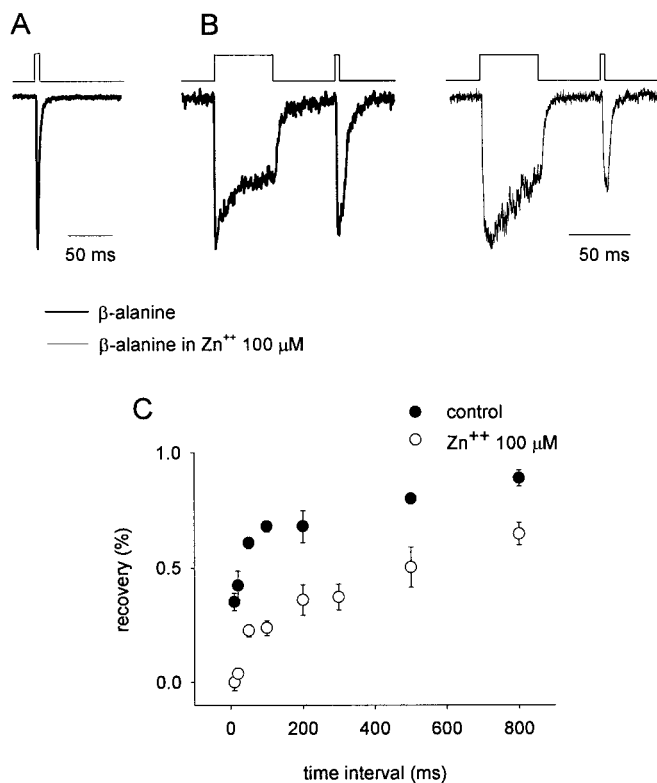 A
B
50 ms
50 ms
β-alanine
β-alanine in Zn++ 100 μM
C
control
Zn++ 100 μM
1.0
0.5
0.0
recovery (%)
0 200 400 600 800
time interval (ms)